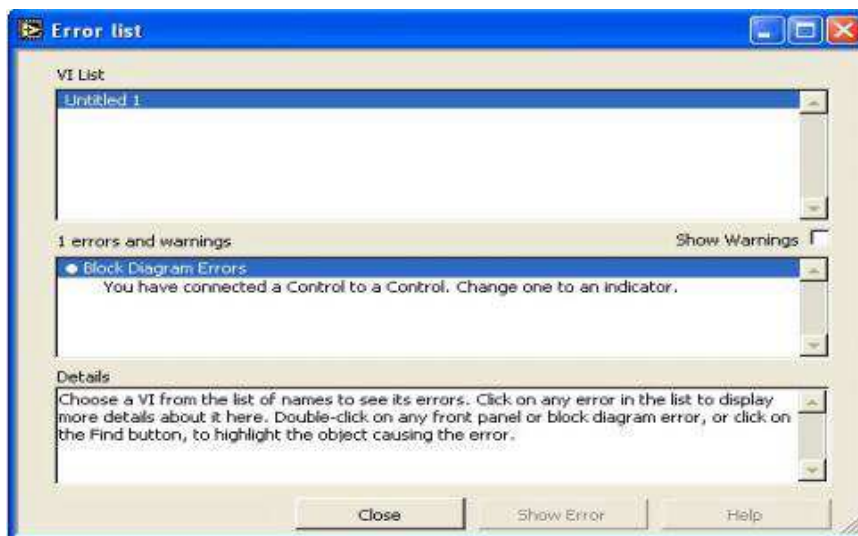 Error list
VI List
Untitled 1
1 errors and warnings
Show Warnings
Block Diagram Errors
You have connected a Control to a Control. Change one to an indicator.
Details
Choose a VI from the list of names to see its errors. Click on any error in the list to display
more details about it here. Double-click on any front panel or block diagram error, or click on
the Find button, to highlight the object causing the error.
Close
Show Error
Help